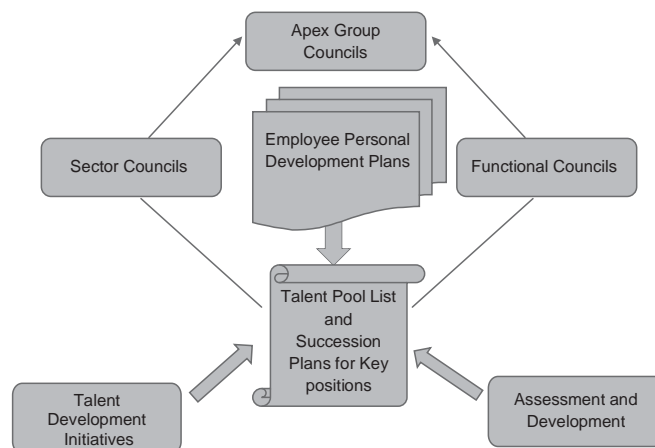 Apex Group
Councils
Employee Personal
Development Plans
Sector Councils
Functional Councils
Talent Pool List
and
Succession
Plans for Key
positions
Talent
Development
Initiatives
Assessment and
Development